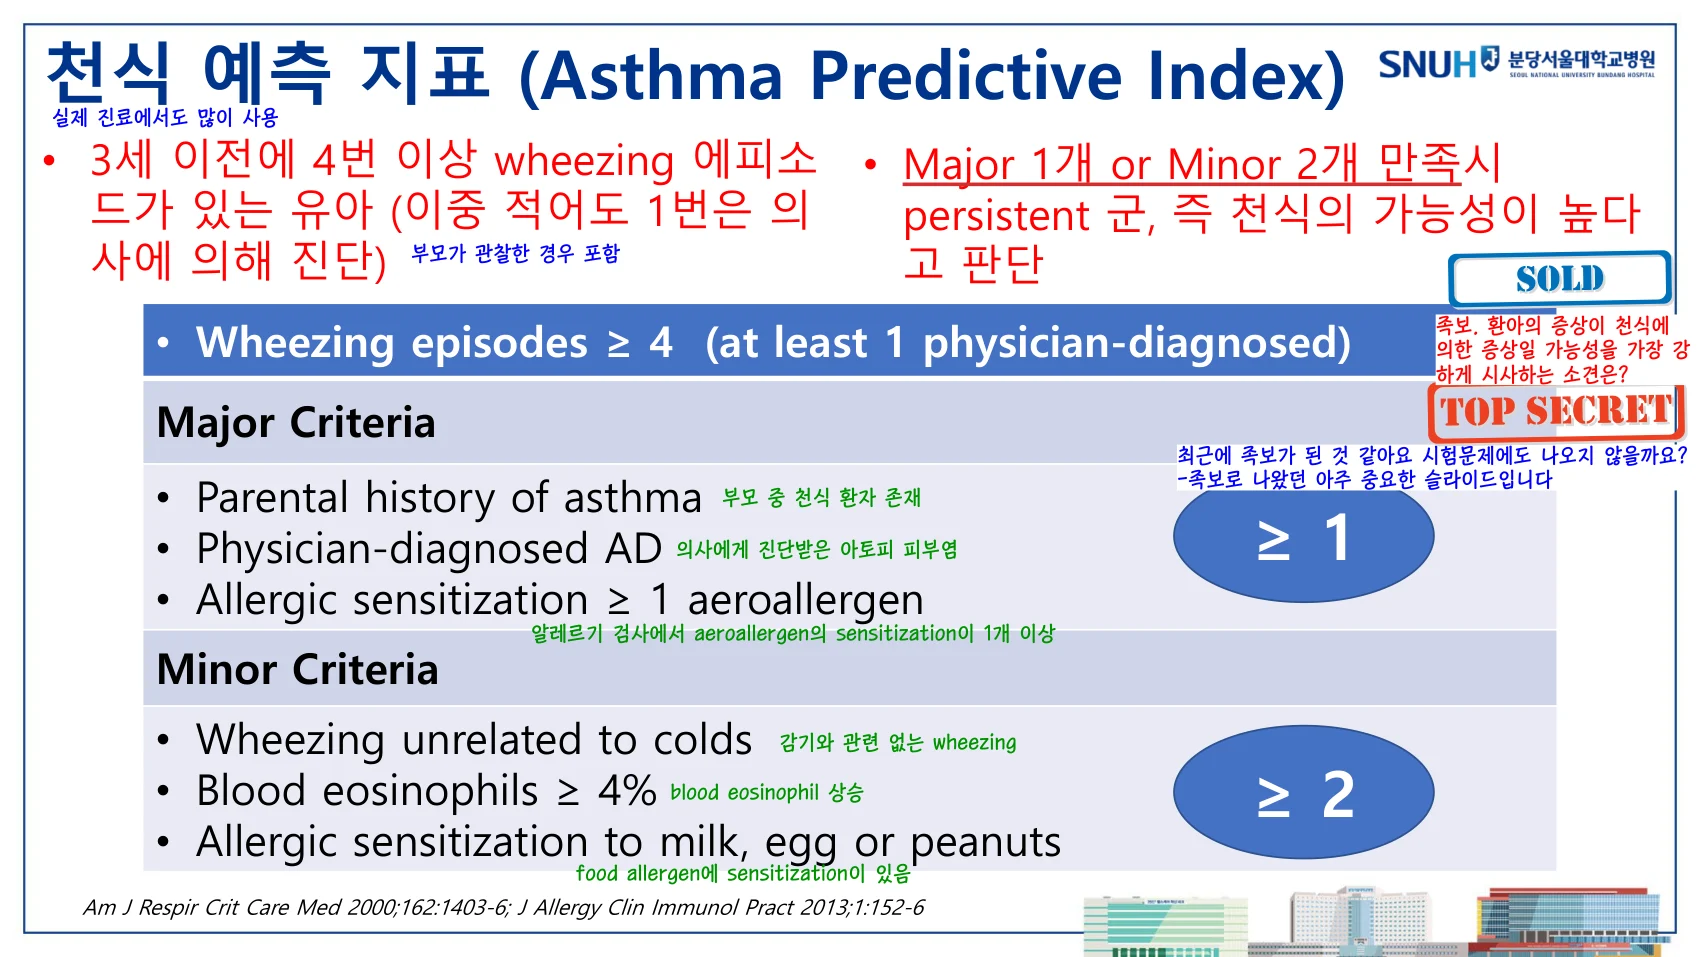 천식 예측 지표 (Asthma Predictive Index)
SNUH 분당서울대학교병원
SEOUL NATIONAL UNIVERSITY BUNDANG HOSPITAL
실제 진료에서도 많이 사용
• 3세 이전에 4번 이상 wheezing 에피소
드가 있는 유아 (이중 적어도 1번은 의
사에 의해 진단) 부모가 관찰한 경우 포함
• Major 1개 or Minor 2개 만족시
persistent 군, 즉 천식의 가능성이 높다
고 판단
SOLD
족보. 환아의 증상이 천식에
의한 증상일 가능성을 가장 강
하게 시사하는 소견은?
TOP SECRET
최근에 족보가 된 것 같아요 시험문제에도 나오지 않을까요?
-족보로 나왔던 아주 중요한 슬라이드입니다
• Wheezing episodes ≥ 4 (at least 1 physician-diagnosed)
Major Criteria
• Parental history of asthma 부모 중 천식 환자 존재
• Physician-diagnosed AD 의사에게 진단받은 아토피 피부염
• Allergic sensitization ≥ 1 aeroallergen
알레르기 검사에서 aeroallergen의 sensitization이 1개 이상
≥ 1
Minor Criteria
• Wheezing unrelated to colds 감기와 관련 없는 wheezing
• Blood eosinophils ≥ 4% blood eosinophil 상승
• Allergic sensitization to milk, egg or peanuts
food allergen에 sensitization이 있음
≥ 2
Am J Respir Crit Care Med 2000;162:1403-6; J Allergy Clin Immunol Pract 2013;1:152-6